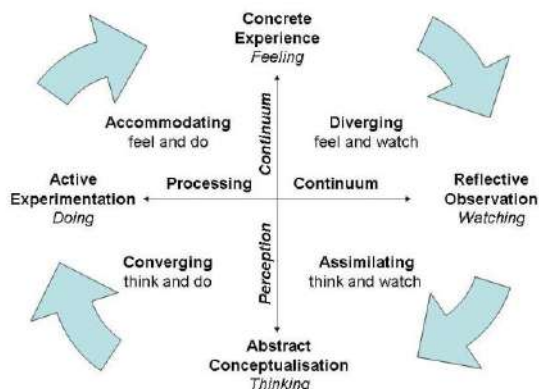 Concrete
Experience
Feeling
Continuum
Accommodating
feel and do
Diverging
feel and watch
Active
Experimentation
Doing
Processing
Continuum
Reflective
Observation
Watching
Perception
Converging
think and do
Assimilating
think and watch
Abstract
Conceptualisation
Thinking